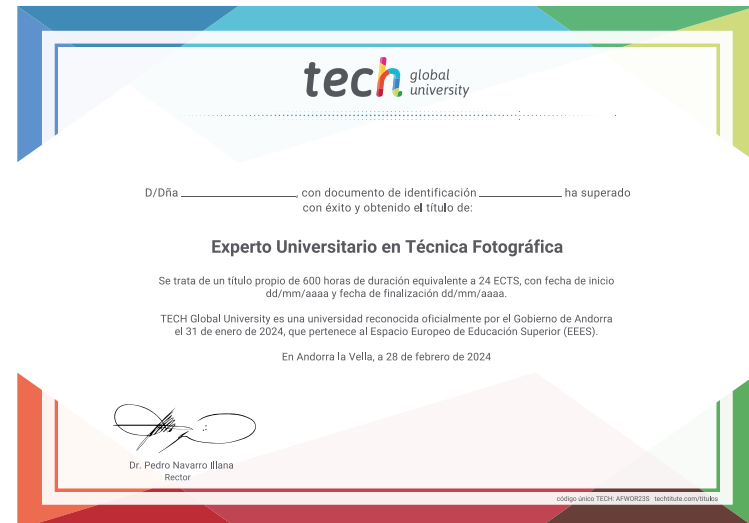 tech global university
D/Dña ____________________, con documento de identificación ______________ ha superado
con éxito y obtenido el título de:
Experto Universitario en Técnica Fotográfica
Se trata de un título propio de 600 horas de duración equivalente a 24 ECTS, con fecha de inicio
dd/mm/aaaa y fecha de finalización dd/mm/aaaa.
TECH Global University es una universidad reconocida oficialmente por el Gobierno de Andorra
el 31 de enero de 2024, que pertenece al Espacio Europeo de Educación Superior (EEES).
En Andorra la Vella, a 28 de febrero de 2024
Dr. Pedro Navarro Illana
Rector
código único TECH: AFWOR23S techtitute.com/titulos